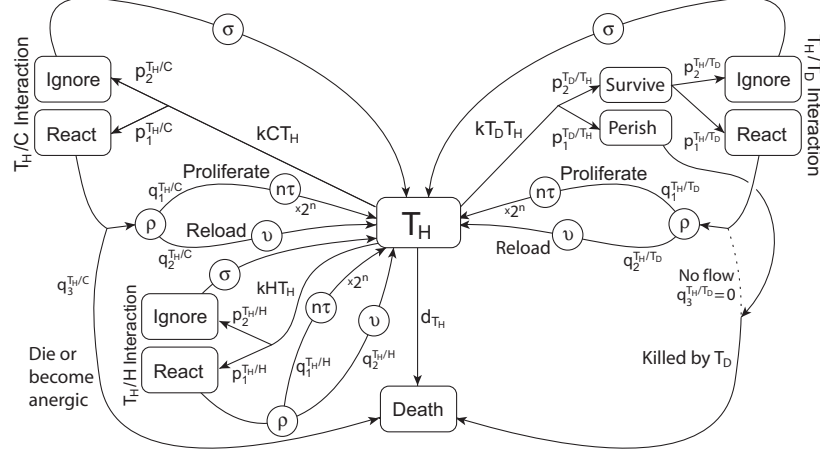 σ
σ
T_H/C Interaction
Ignore
p_2^{T_H/C}
React
p_1^{T_H/C}
kCT_H
kT_DT_H
p_2^{T_D/T_H}
Survive
p_2^{T_H/T_D}
Ignore
p_1^{T_D/T_H}
Perish
p_1^{T_H/T_D}
React
T_H/T_D Interaction
Proliferate
q_1^{T_H/C}
nτ
×2^n
ρ
Reload
υ
q_2^{T_H/C}
T_H
Proliferate
nτ
×2^n
q_1^{T_H/T_D}
ρ
υ
Reload
q_2^{T_H/T_D}
q_3^{T_H/C}
σ
kHT_H
nτ
×2^n
υ
d_{T_H}
No flow
q_3^{T_H/T_D}=0
T_H/H Interaction
Ignore
p_2^{T_H/H}
React
p_1^{T_H/H}
q_1^{T_H/H}
q_2^{T_H/H}
ρ
Die or
become
anergic
Death
Killed by T_D